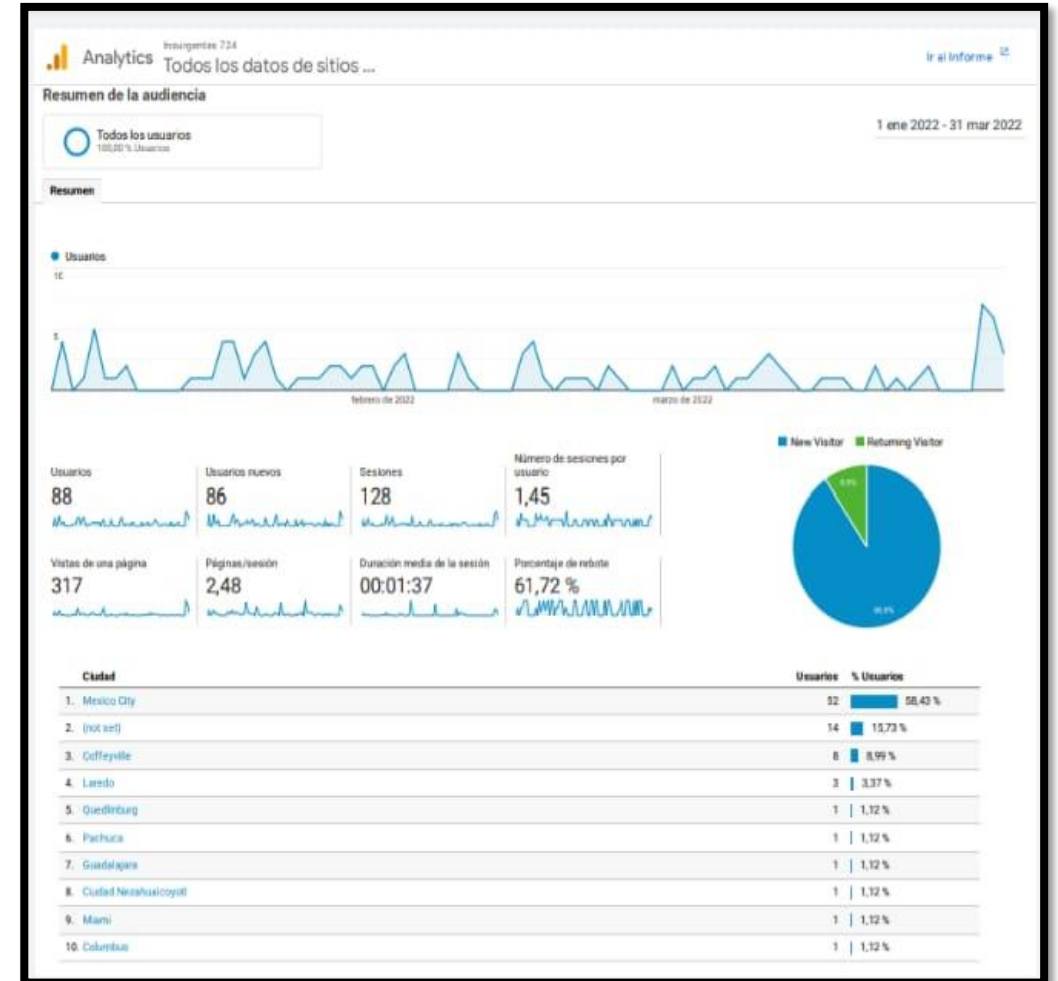 Insurgentes 724
Analytics Todos los datos de sitios ...
Ir al informe
Resumen de la audiencia
1 ene 2022 - 31 mar 2022
Todos los usuarios
100,00 % Usuarios
Resumen
Usuarios
5
febrero de 2022
marzo de 2022
New Visitor Returning Visitor
Usuarios
88
Usuarios nuevos
86
Sesiones
128
Número de sesiones por
usuario
1,45
Vistas de una página
317
Páginas/sesión
2,48
Duración media de la sesión
00:01:37
Porcentaje de rebote
61,72 %
Ciudad Usuarios % Usuarios
1. Mexico City 52 58,43 %
2. (not set) 14 15,73 %
3. Coffeyville 8 8,99 %
4. Laredo 3 3,37 %
5. Quedlinburg 1 1,12 %
6. Pachuca 1 1,12 %
7. Guadalajara 1 1,12 %
8. Ciudad Nezahualcoyotl 1 1,12 %
9. Miami 1 1,12 %
10. Columbus 1 1,12 %